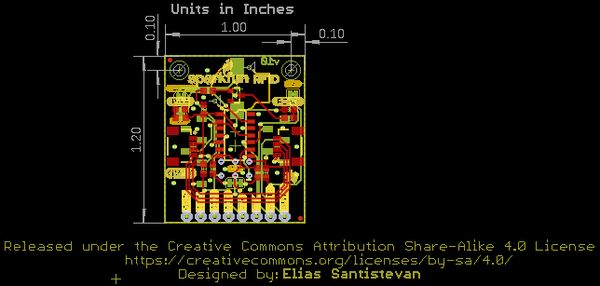 Units in Inches
0.10
1.00
0.10
sparkfun RFID
1.20
Released under the Creative Commons Attribution Share-Alike 4.0 License
https://creativecommons.org/licenses/by-sa/4.0/
Designed by: Elias Santistevan